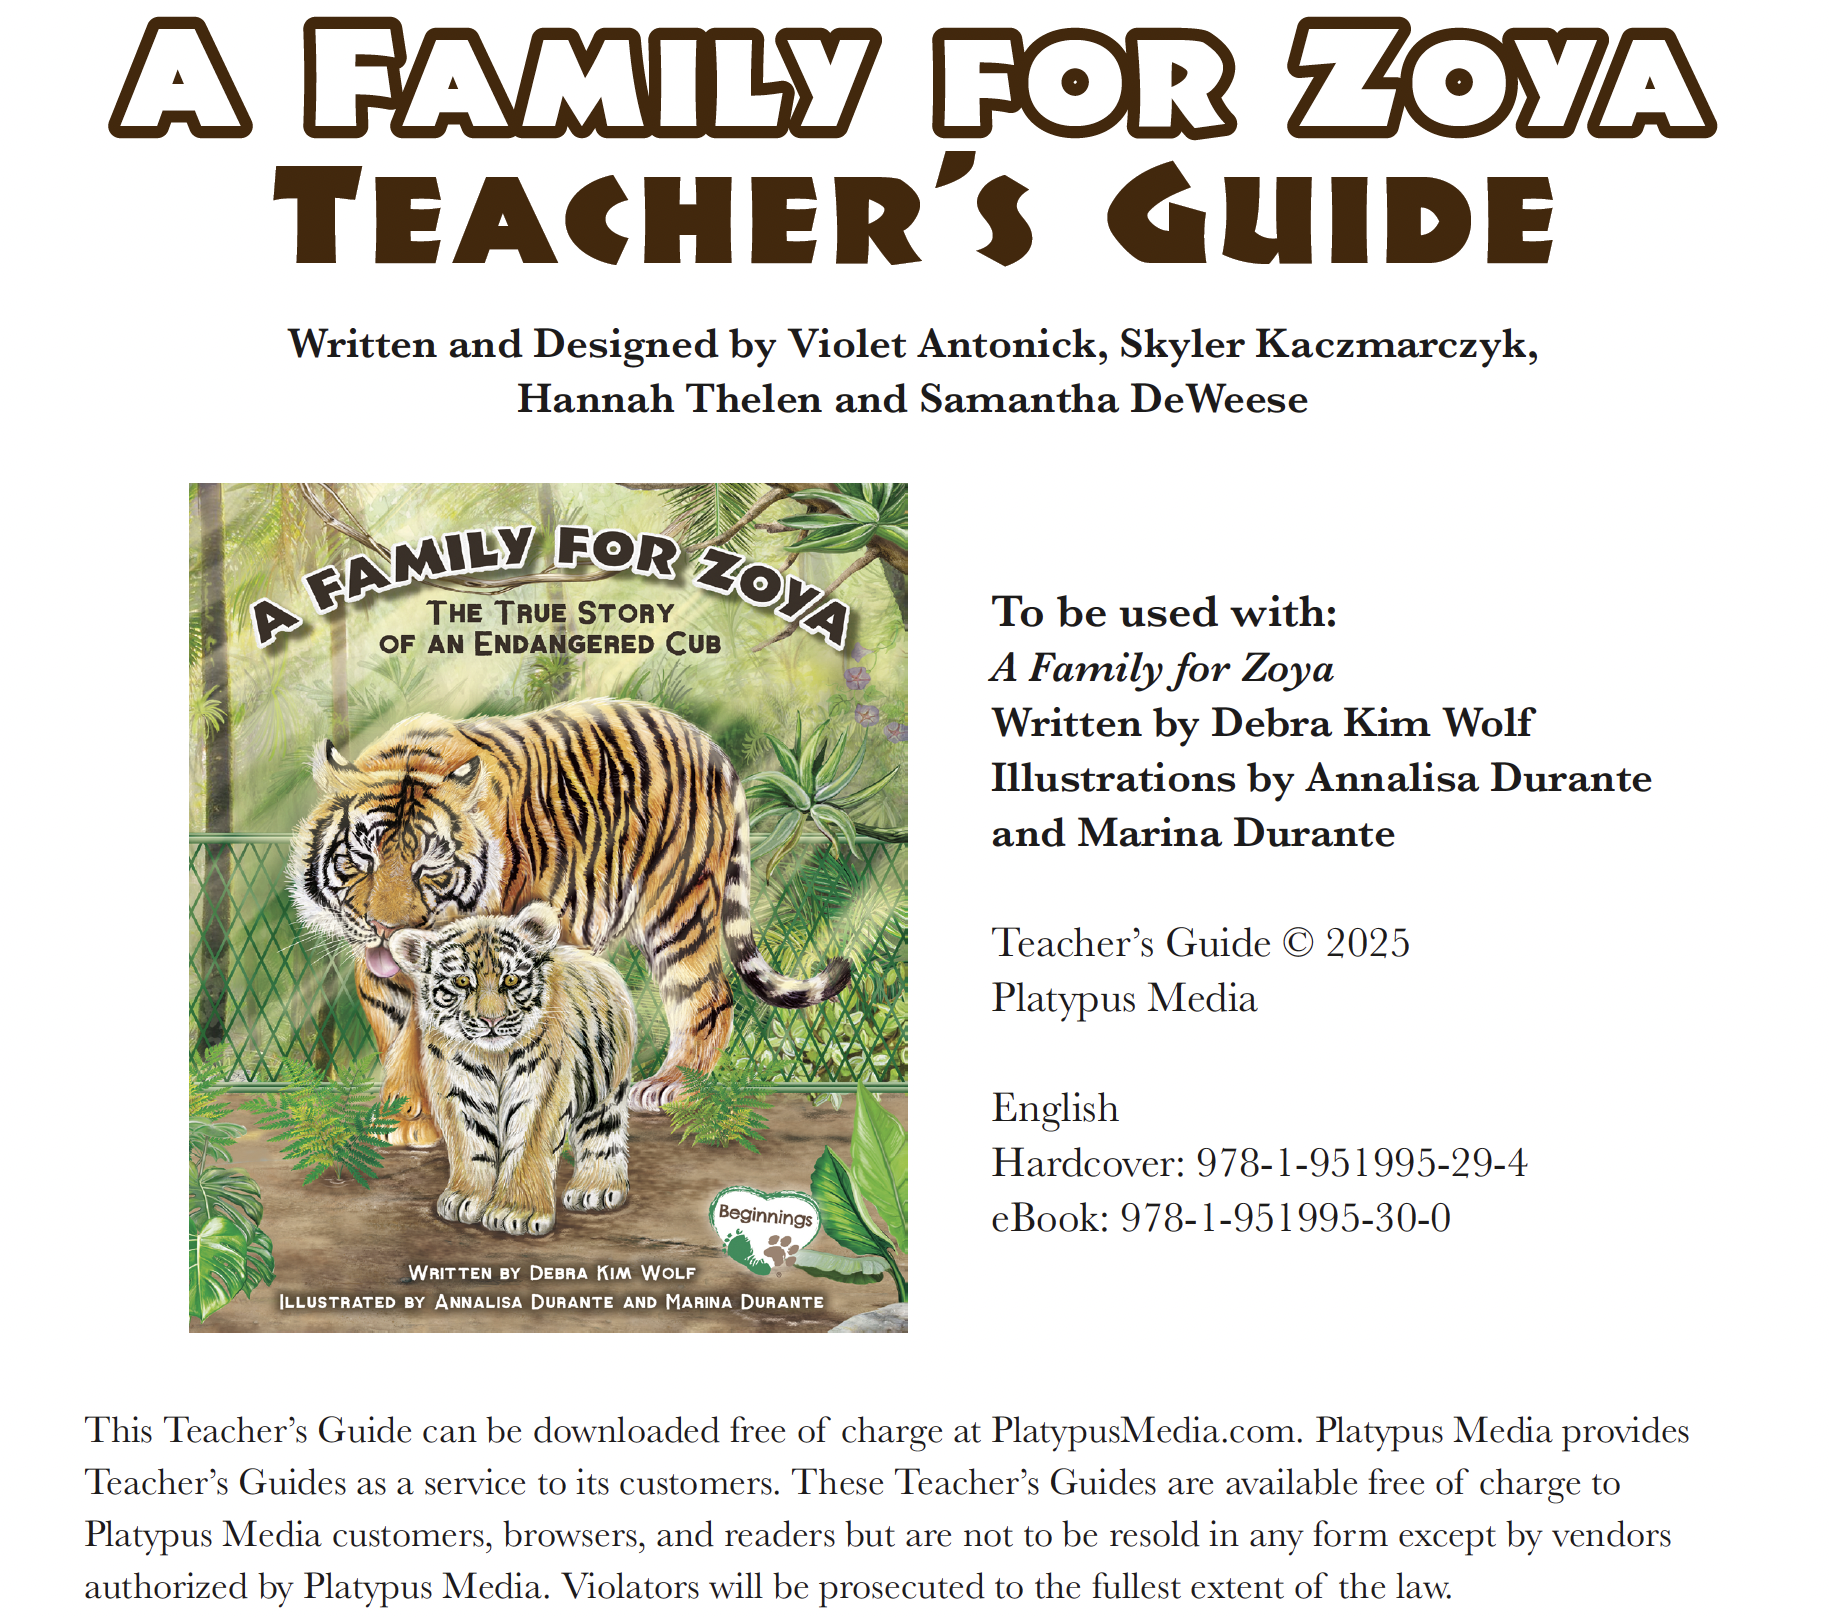 A FAMILY FOR ZOYA
TEACHER'S GUIDE
Written and Designed by Violet Antonick, Skyler Kaczmarczyk,
Hannah Thelen and Samantha DeWeese
A FAMILY FOR ZOYA
THE TRUE STORY
OF AN ENDANGERED CUB
Beginnings
WRITTEN BY DEBRA KIM WOLF
ILLUSTRATED BY ANNALISA DURANTE AND MARINA DURANTE
To be used with:
A Family for Zoya
Written by Debra Kim Wolf
Illustrations by Annalisa Durante
and Marina Durante
Teacher’s Guide © 2025
Platypus Media
English
Hardcover: 978-1-951995-29-4
eBook: 978-1-951995-30-0
This Teacher’s Guide can be downloaded free of charge at PlatypusMedia.com. Platypus Media provides
Teacher’s Guides as a service to its customers. These Teacher’s Guides are available free of charge to
Platypus Media customers, browsers, and readers but are not to be resold in any form except by vendors
authorized by Platypus Media. Violators will be prosecuted to the fullest extent of the law.